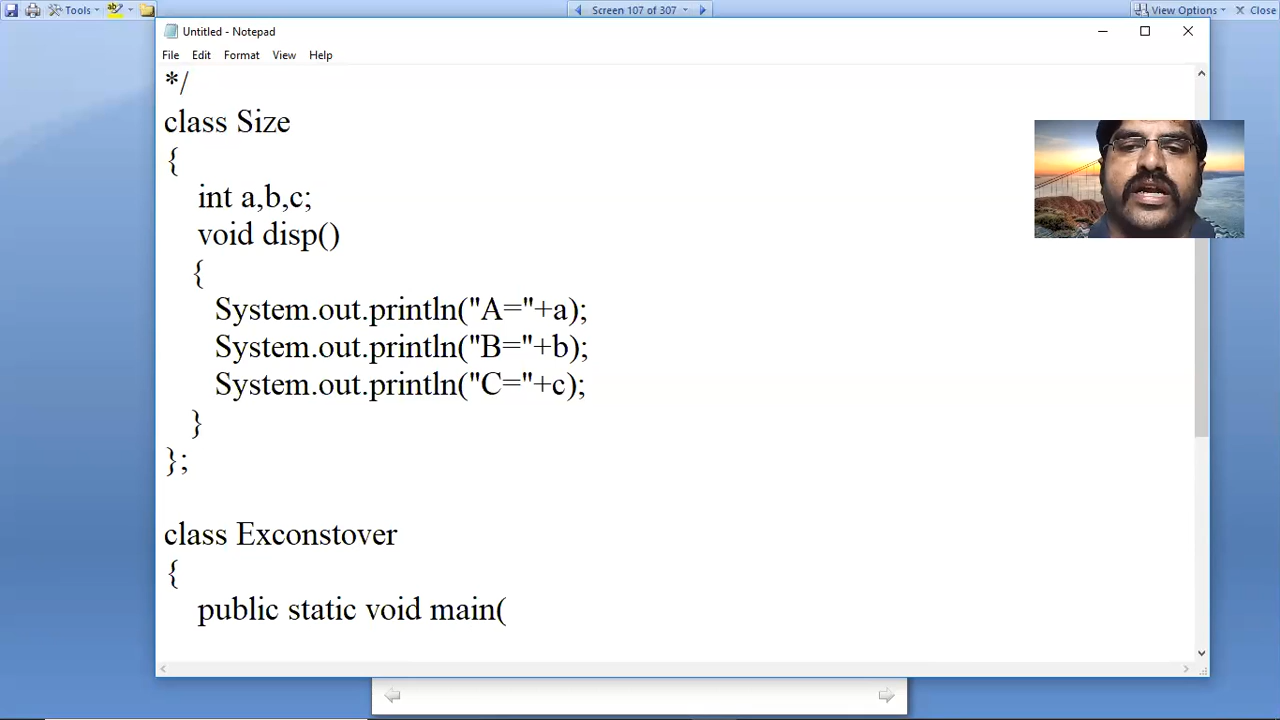 Tools
Screen 107 of 307
View Options
Close
Untitled - Notepad
File Edit Format View Help
*/
class Size
{
int a,b,c;
void disp()
{
System.out.println("A="+a);
System.out.println("B="+b);
System.out.println("C="+c);
}
};
class Exconstover
{
public static void main(